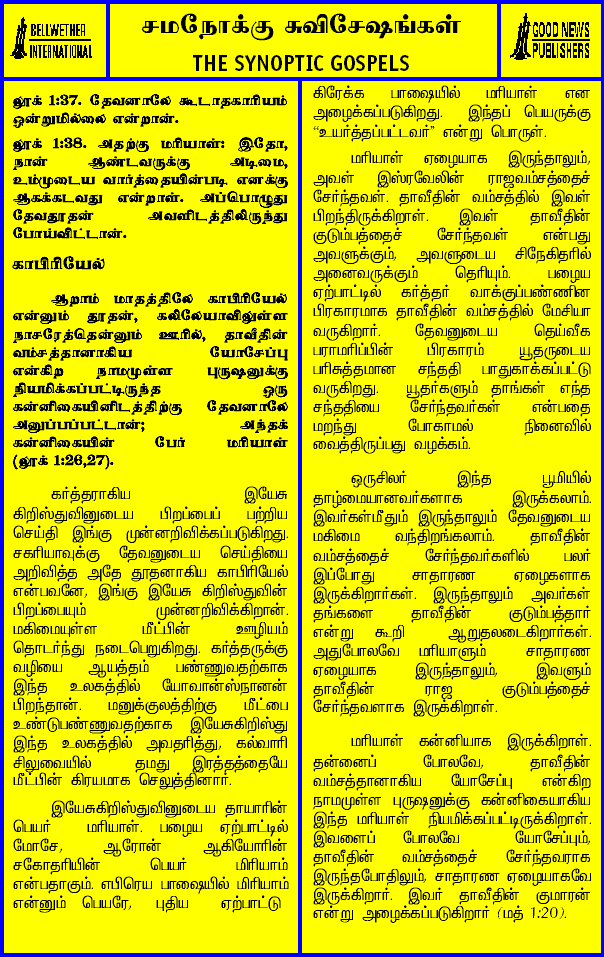 BELLWETHER
INTERNATIONAL
சமநோக்கு சுவிசேஷங்கள்
THE SYNOPTIC GOSPELS
GOOD NEWS
PUBLISHERS
லூக் 1:37. தேவனாலே கூடாதகாரியம்
ஒன்றுமில்லை என்றான்.
லூக் 1:38. அதற்கு மரியாள்: இதோ,
நான் ஆண்டவருக்கு அடிமை,
உம்முடைய வார்த்தையின்படி எனக்கு
ஆகக்கடவது என்றாள். அப்பொழுது
தேவதூதன் அவளிடத்திலிருந்து
போய்விட்டான்.
காபிரியேல்
ஆறாம் மாதத்திலே காபிரியேல்
என்னும் தூதன், கலிலேயாவிலுள்ள
நாசரேத்தென்னும் ஊரில், தாவீதின்
வம்சத்தானாகிய யோசேப்பு
என்கிற நாமமுள்ள புருஷனுக்கு
நியமிக்கப்பட்டிருந்த ஒரு
கன்னிகையினிடத்திற்கு தேவனாலே
அனுப்பப்பட்டான்; அந்தக்
கன்னிகையின் பேர் மரியாள்
(லூக் 1:26,27).
கர்த்தராகிய இயேசு
கிறிஸ்துவினுடைய பிறப்பைப் பற்றிய
செய்தி இங்கு முன்னறிவிக்கப்படுகிறது.
சகரியாவுக்கு தேவனுடைய செய்தியை
அறிவித்த அதே தூதனாகிய காபிரியேல்
என்பவனே, இங்கு இயேசு கிறிஸ்துவின்
பிறப்பையும் முன்னறிவிக்கிறான்.
மகிமையுள்ள மீட்பின் ஊழியம்
தொடர்ந்து நடைபெறுகிறது. கர்த்தருக்கு
வழியை ஆயத்தம் பண்ணுவதற்காக
இந்த உலகத்தில் யோவான்ஸ்நானன்
பிறந்தான். மனுக்குலத்திற்கு மீட்பை
உண்டுபண்ணுவதற்காக இயேசுகிறிஸ்து
இந்த உலகத்தில் அவதரித்து, கல்வாரி
சிலுவையில் தமது இரத்தத்தையே
மீட்பின் கிரயமாக செலுத்தினார்.
இயேசுகிறிஸ்துவினுடைய தாயாரின்
பெயர் மரியாள். பழைய ஏற்பாட்டில்
மோசே, ஆரோன் ஆகியோரின்
சகோதரியின் பெயர் மிரியாம்
என்பதாகும். எபிரெய பாஷையில் மிரியாம்
என்னும் பெயரே, புதிய ஏற்பாட்டு
கிரேக்க பாஷையில் மரியாள் என
அழைக்கப்படுகிறது. இந்தப் பெயருக்கு
“உயர்த்தப்பட்டவர்” என்று பொருள்.
மரியாள் ஏழையாக இருந்தாலும்,
அவள் இஸ்ரவேலின் ராஜவம்சத்தைச்
சேர்ந்தவள். தாவீதின் வம்சத்தில் இவள்
பிறந்திருக்கிறாள். இவள் தாவீதின்
குடும்பத்தைச் சேர்ந்தவள் என்பது
அவளுக்கும், அவளுடைய சிநேகிதரில்
அனைவருக்கும் தெரியும். பழைய
ஏற்பாட்டில் கர்த்தர் வாக்குப்பண்ணின
பிரகாரமாக தாவீதின் வம்சத்தில் மேசியா
வருகிறார். தேவனுடைய தெய்வீக
பராமரிப்பின் பிரகாரம் யூதருடைய
பரிசுத்தமான சந்ததி பாதுகாக்கப்பட்டு
வருகிறது. யூதர்களும் தாங்கள் எந்த
சந்ததியை சேர்ந்தவர்கள் என்பதை
மறந்து போகாமல் நினைவில்
வைத்திருப்பது வழக்கம்.
ஒருசிலர் இந்த பூமியில்
தாழ்மையானவர்களாக இருக்கலாம்.
இவர்கள்மீதும் இருந்தாலும் தேவனுடைய
மகிமை வந்திறங்கலாம். தாவீதின்
வம்சத்தைச் சேர்ந்தவர்களில் பலர்
இப்போது சாதாரண ஏழைகளாக
இருக்கிறார்கள். இருந்தாலும் அவர்கள்
தங்களை தாவீதின் குடும்பத்தார்
என்று கூறி ஆறுதலடைகிறார்கள்.
அதுபோலவே மரியாளும் சாதாரண
ஏழையாக இருந்தாலும், இவளும்
தாவீதின் ராஜ குடும்பத்தைச்
சேர்ந்தவளாக இருக்கிறாள்.
மரியாள் கன்னியாக இருக்கிறாள்.
தன்னைப் போலவே, தாவீதின்
வம்சத்தானாகிய யோசேப்பு என்கிற
நாமமுள்ள புருஷனுக்கு கன்னிகையாகிய
இந்த மரியாள் நியமிக்கப்பட்டிருக்கிறாள்.
இவளைப் போலவே யோசேப்பும்,
தாவீதின் வம்சத்தைச் சேர்ந்தவராக
இருந்தபோதிலும், சாதாரண ஏழையாகவே
இருக்கிறார். இவர் தாவீதின் குமாரன்
என்று அழைக்கப்படுகிறார் (மத் 1:20).